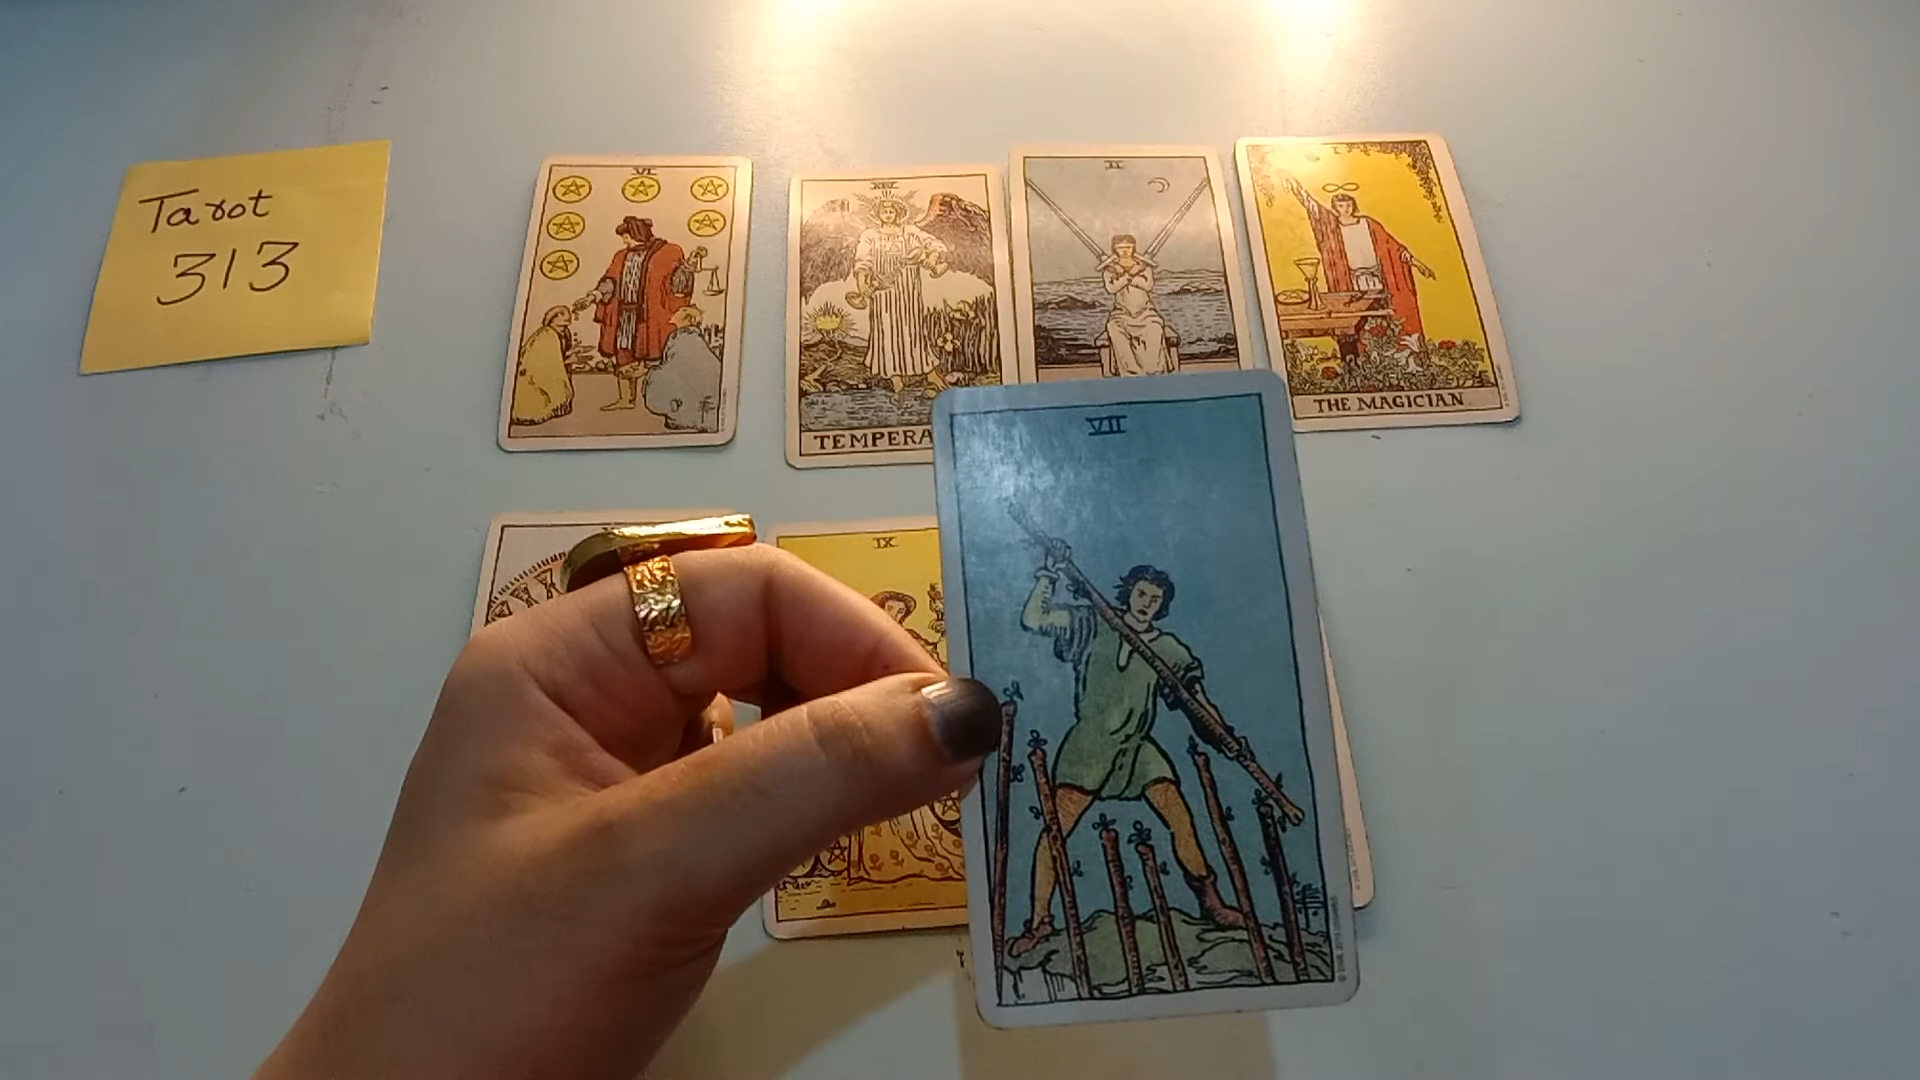 Tarot
313
VI
XIV
II
I
TEMPERA
THE MAGICIAN
IX
VII